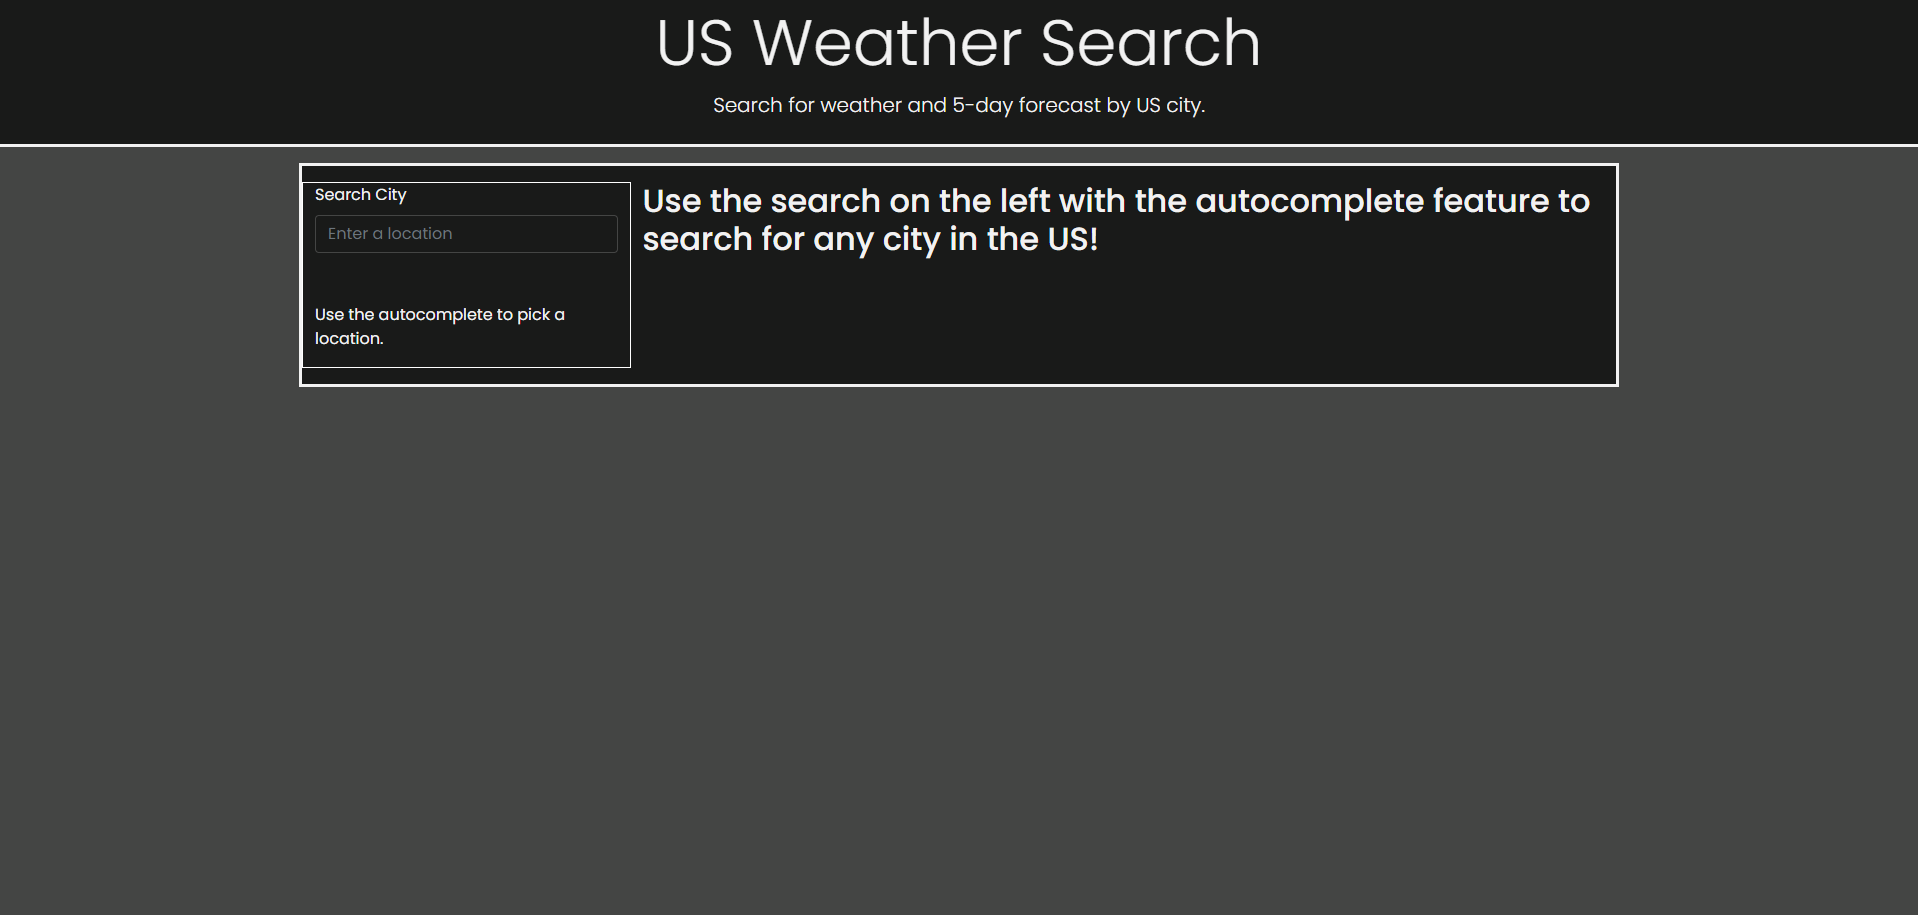 US Weather Search
Search for weather and 5-day forecast by US city.
Search City
Enter a location
Use the autocomplete to pick a
location.
Use the search on the left with the autocomplete feature to
search for any city in the US!